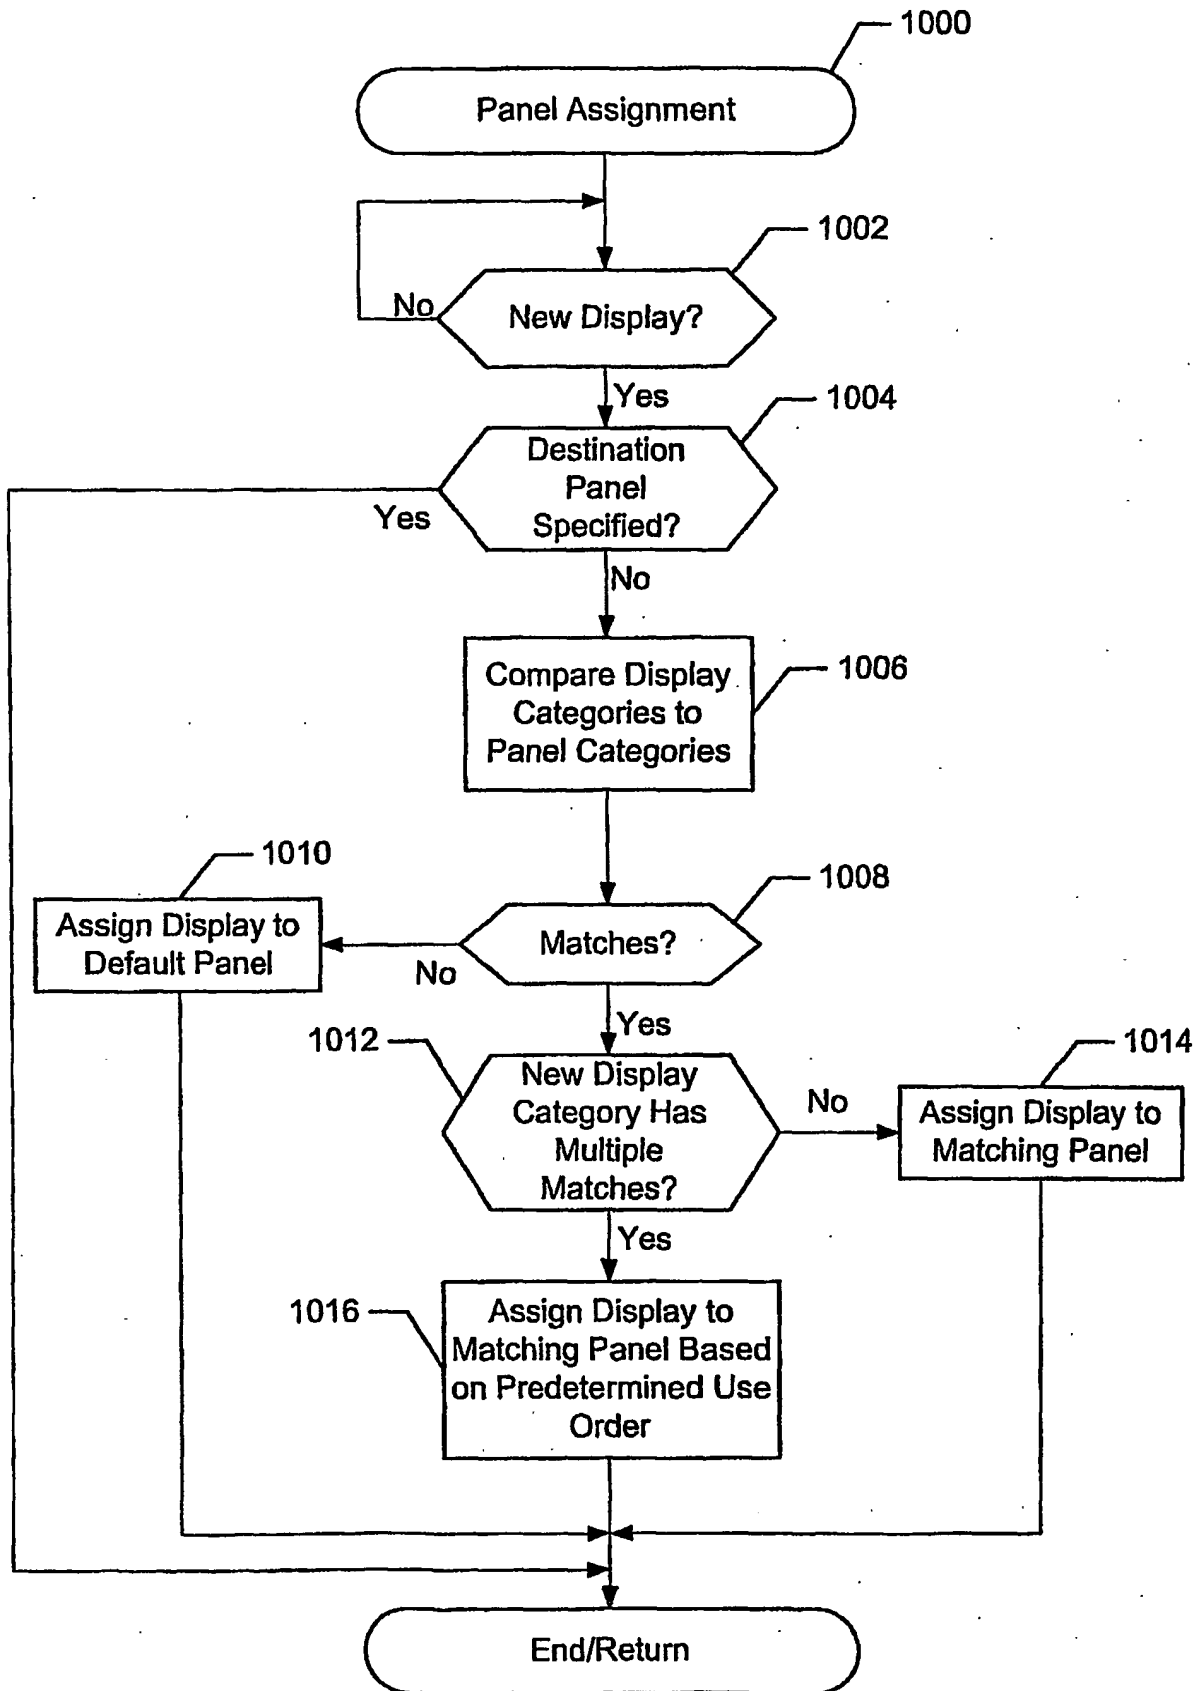 1000
Panel Assignment
1002
No
New Display?
Yes
1004
Destination
Panel
Specified?
Yes
No
Compare Display
Categories to
Panel Categories
1006
1010
Assign Display to
Default Panel
1008
Matches?
No
Yes
1012
New Display
Category Has
Multiple
Matches?
No
1014
Assign Display to
Matching Panel
Yes
1016
Assign Display to
Matching Panel Based
on Predetermined Use
Order
End/Return